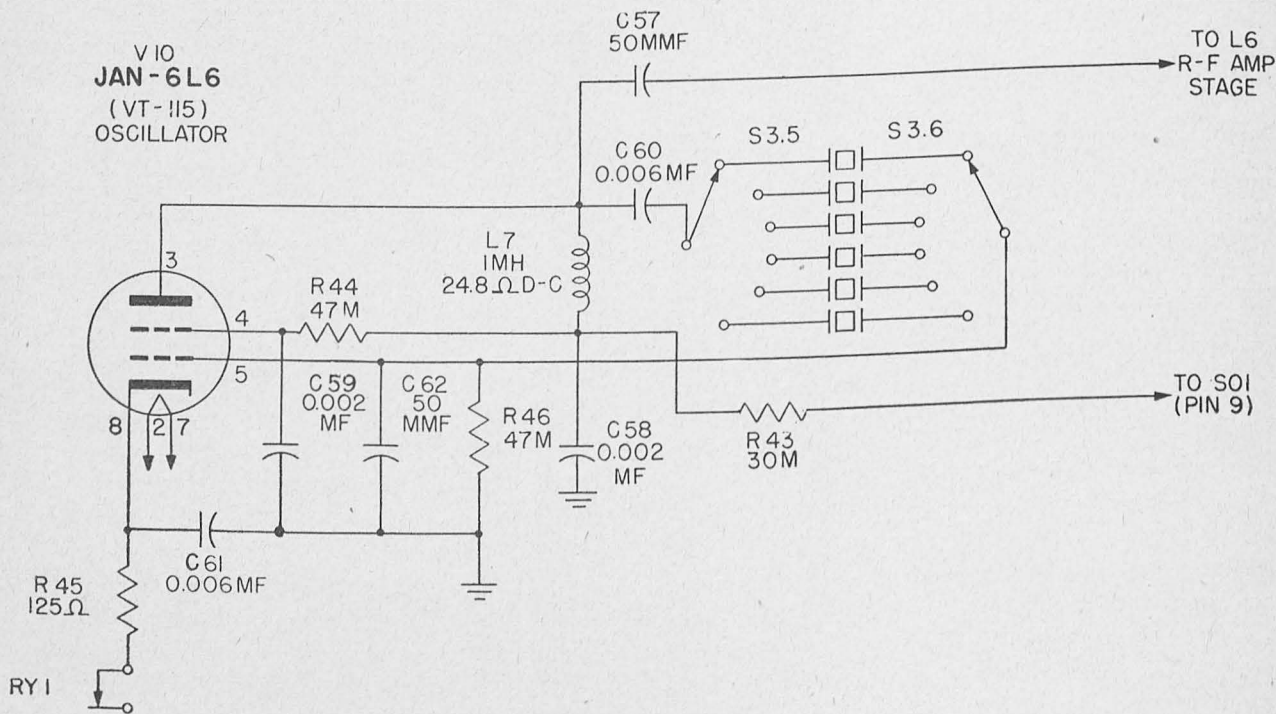 V10
JAN-6L6
(VT-115)
OSCILLATOR
C57
50MMF
TO L6
R-F AMP
STAGE
C60
0.006MF
S3.5
S3.6
L7
1MH
24.8Ω D-C
3
R44
47M
4
5
8
2
7
C59
0.002
MF
C62
50
MMF
R46
47M
C58
0.002
MF
R43
30M
TO SO1
(PIN 9)
C61
0.006MF
R45
125Ω
RY1